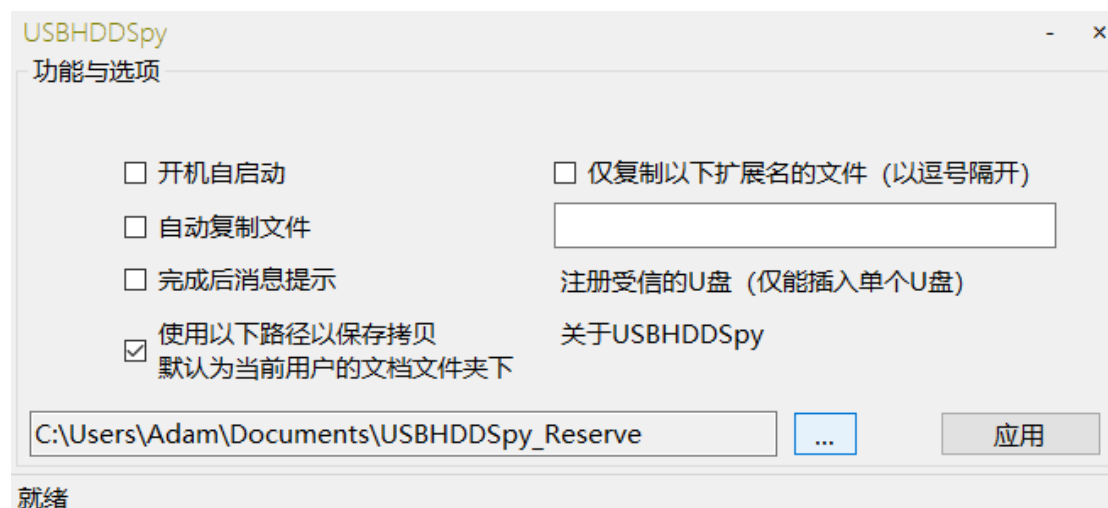 USBHDDSpy
功能与选项
开机自启动
仅复制以下扩展名的文件（以逗号隔开）
自动复制文件
完成后消息提示
注册受信的U盘（仅能插入单个U盘）
使用以下路径以保存拷贝
默认为当前用户的文档文件夹下
关于USBHDDSpy
C:\Users\Adam\Documents\USBHDDSpy_Reserve
...
应用
就绪